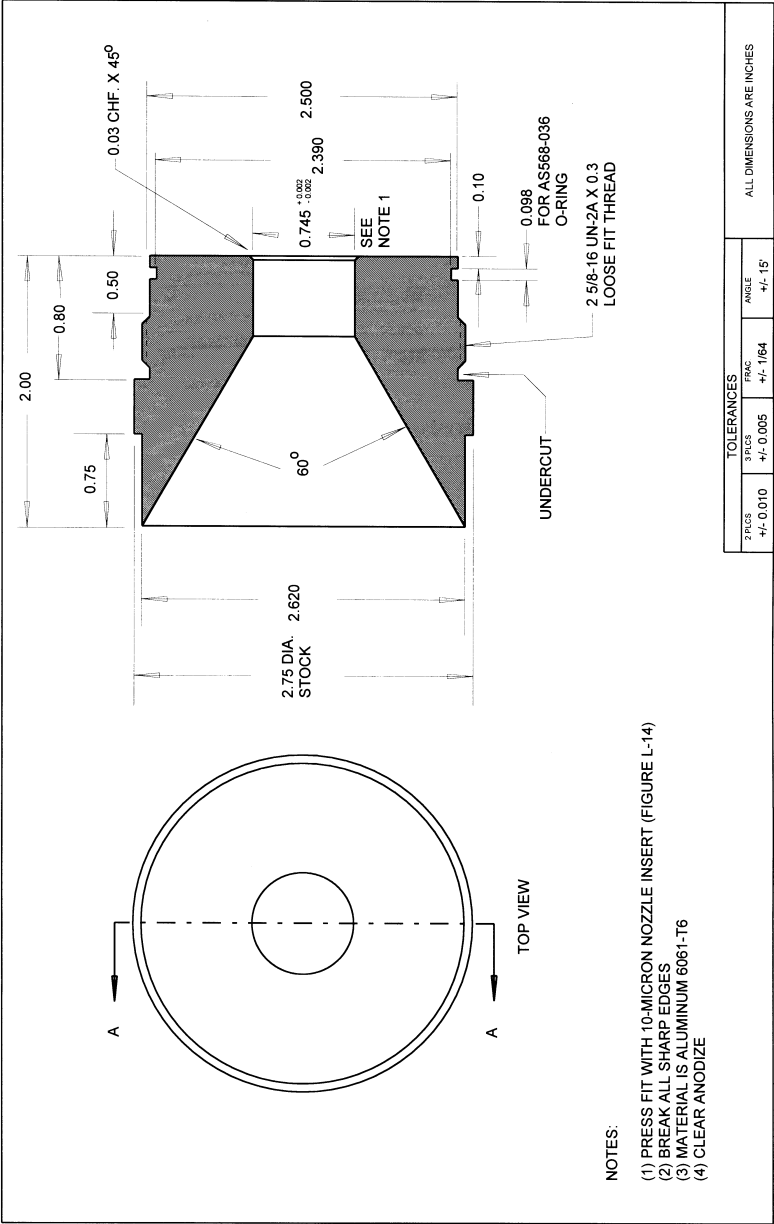 A
A
TOP VIEW
2.75 DIA.
STOCK
2.620
2.00
0.75
0.80
0.50
0.03 CHF. X 45⁰
60⁰
0.745 + 0.002
- 0.002
SEE
NOTE 1
2.390
2.500
0.10
0.098
FOR AS568-036
O-RING
2 5/8-16 UN-2A X 0.3
LOOSE FIT THREAD
UNDERCUT
NOTES:
(1) PRESS FIT WITH 10-MICRON NOZZLE INSERT (FIGURE L-14)
(2) BREAK ALL SHARP EDGES
(3) MATERIAL IS ALUMINUM 6061-T6
(4) CLEAR ANODIZE
TOLERANCES
2 PLCS
+/- 0.010
3 PLCS
+/- 0.005
FRAC
+/- 1/64
ANGLE
+/- 15'
ALL DIMENSIONS ARE INCHES